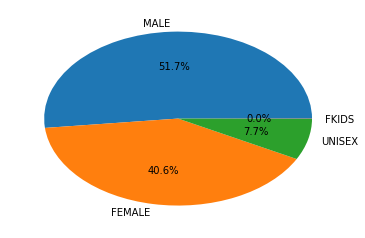 MALE
51.7%
0.0%
FKIDS
7.7%
UNISEX
40.6%
FEMALE